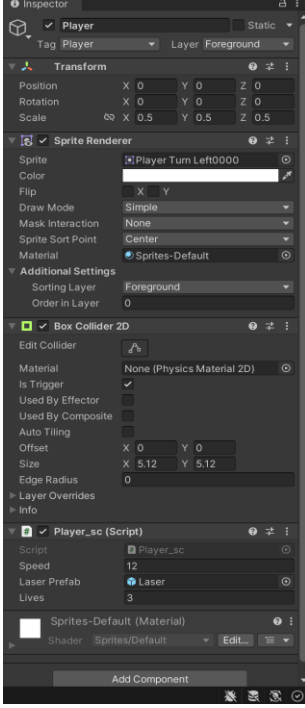 Inspector
Player Static
Tag Player Layer Foreground
Transform
Position X 0 Y 0 Z 0
Rotation X 0 Y 0 Z 0
Scale X 0.5 Y 0.5 Z 0.5
Sprite Renderer
Sprite Player Turn Left0000
Color
Flip X Y
Draw Mode Simple
Mask Interaction None
Sprite Sort Point Center
Material Sprites-Default
Additional Settings
Sorting Layer Foreground
Order in Layer 0
Box Collider 2D
Edit Collider
Material None (Physics Material 2D)
Is Trigger
Used By Effector
Used By Composite
Auto Tiling
Offset X 0 Y 0
Size X 5.12 Y 5.12
Edge Radius 0
Layer Overrides
Info
# Player_sc (Script)
Script Player_sc
Speed 12
Laser Prefab Laser
Lives 3
Sprites-Default (Material)
Shader Sprites/Default Edit...
Add Component